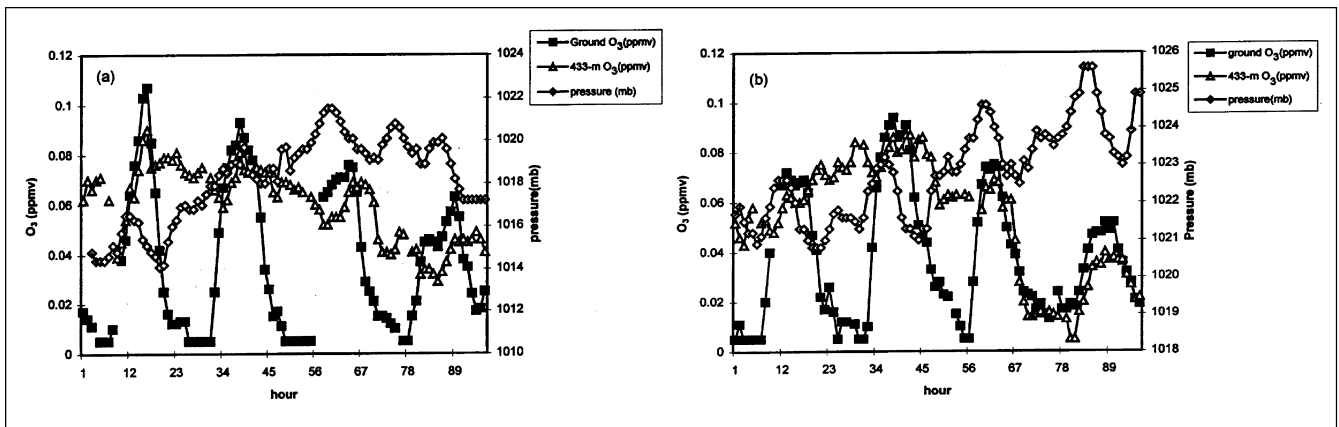 (a)
Ground O3(ppmv)
433-m O3(ppmv)
pressure (mb)
0.12
0.1
0.08
0.06
0.04
0.02
0
O3 (ppmv)
1024
1022
1020
1018
1016
1014
1012
1010
pressure(mb)
1 12 23 34 45 56 67 78 89
hour
(b)
ground O3(ppmv)
433-m O3(ppmv)
pressure(mb)
0.12
0.1
0.08
0.06
0.04
0.02
0
O3 (ppmv)
1026
1025
1024
1023
1022
1021
1020
1019
1018
Pressure (mb)
1 12 23 34 45 56 67 78 89
hour